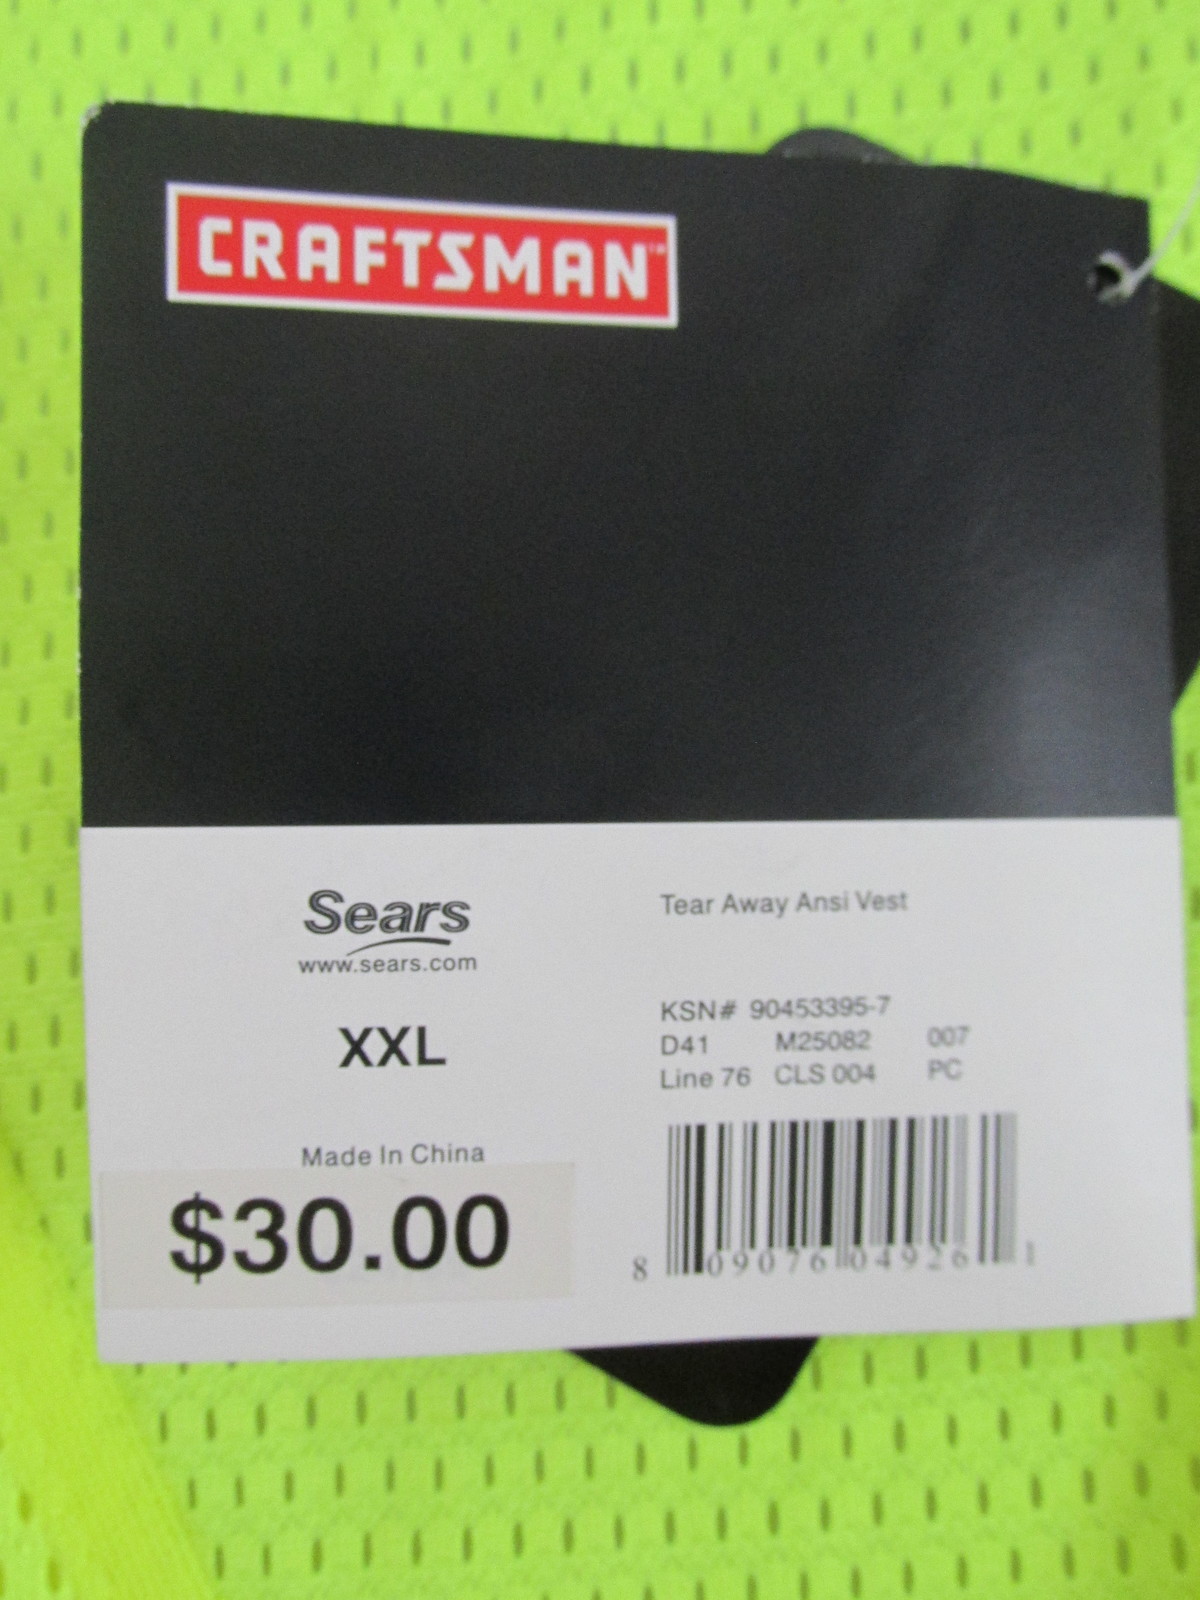 CRAFTSMAN™
Sears
www.sears.com
XXL
Made In China
$30.00
Tear Away Ansi Vest
KSN# 90453395-7
D41 M25082 007
Line 76 CLS 004 PC
8 09076 04926 1